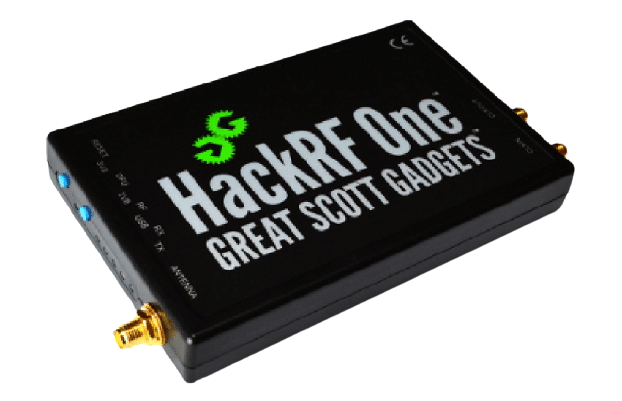 CE
HackRF One™
GREAT SCOTT GADGETS™
RESET
DFU
RF
RX
3V3
1V8
USB
TX
ANTENNA
CLKOUT
CLKIN